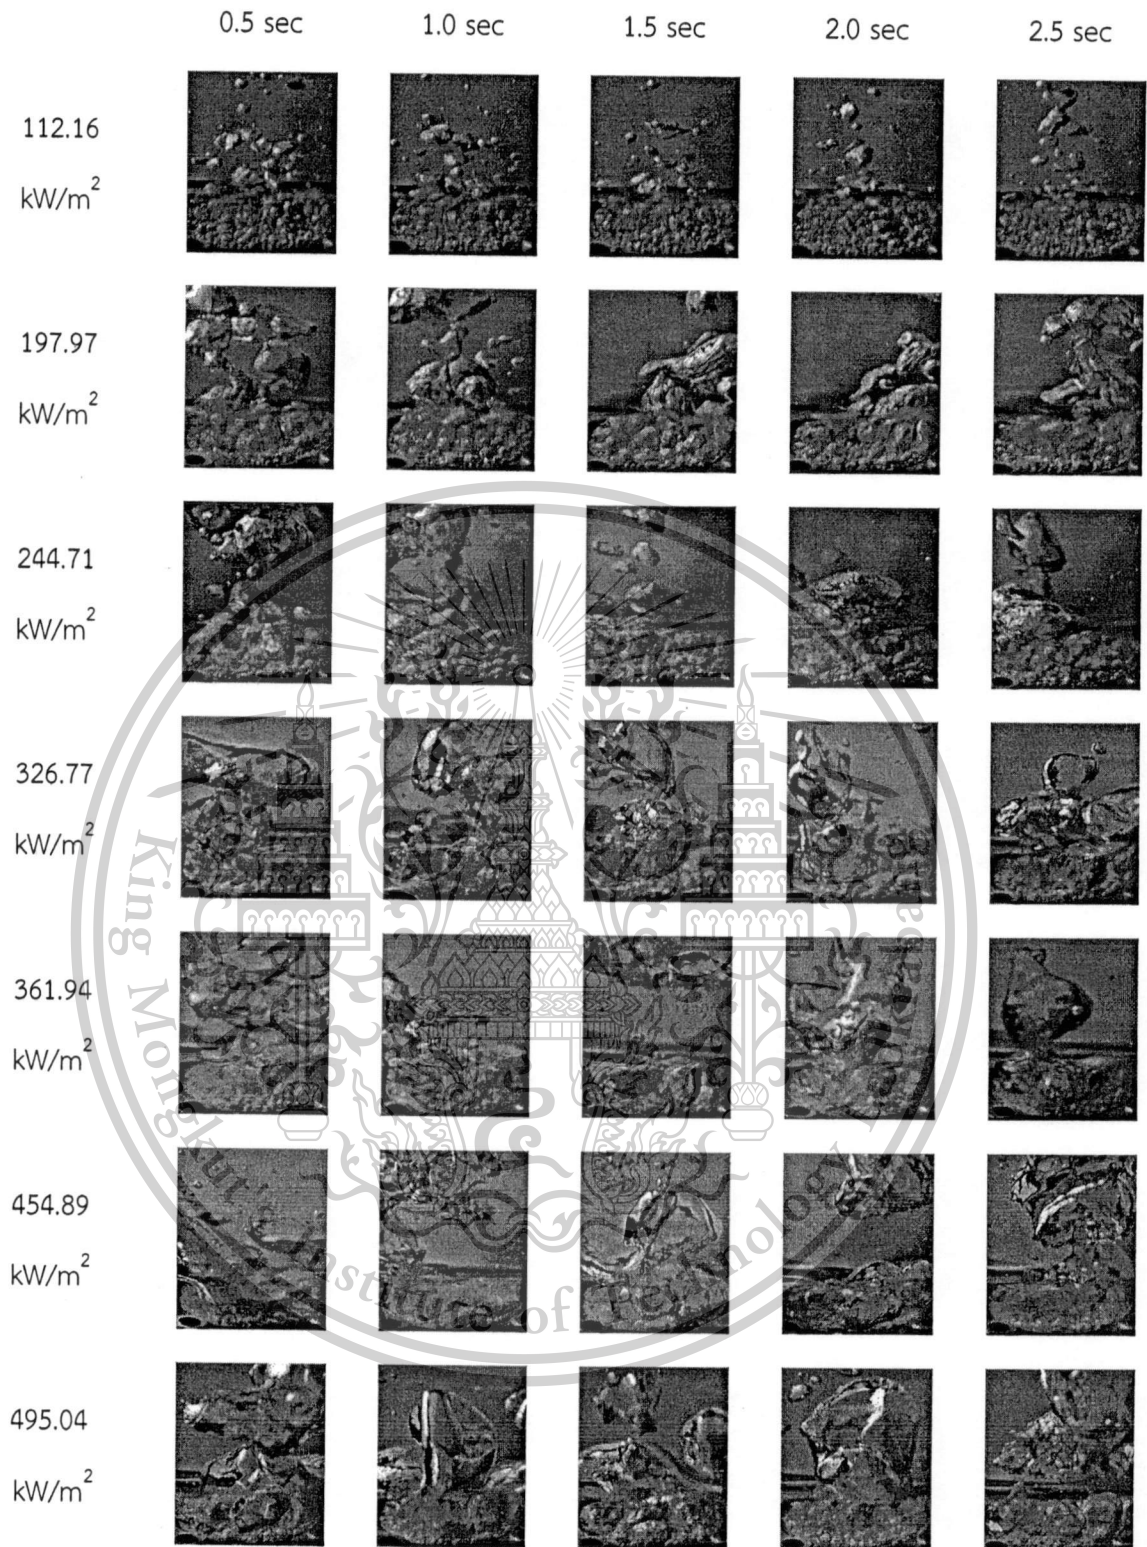 0.5 sec 1.0 sec 1.5 sec 2.0 sec 2.5 sec
112.16
kW/m²
197.97
kW/m²
244.71
kW/m²
326.77
kW/m²
361.94
kW/m²
454.89
kW/m²
495.04
kW/m²
King Mongkut's Institute of Technology